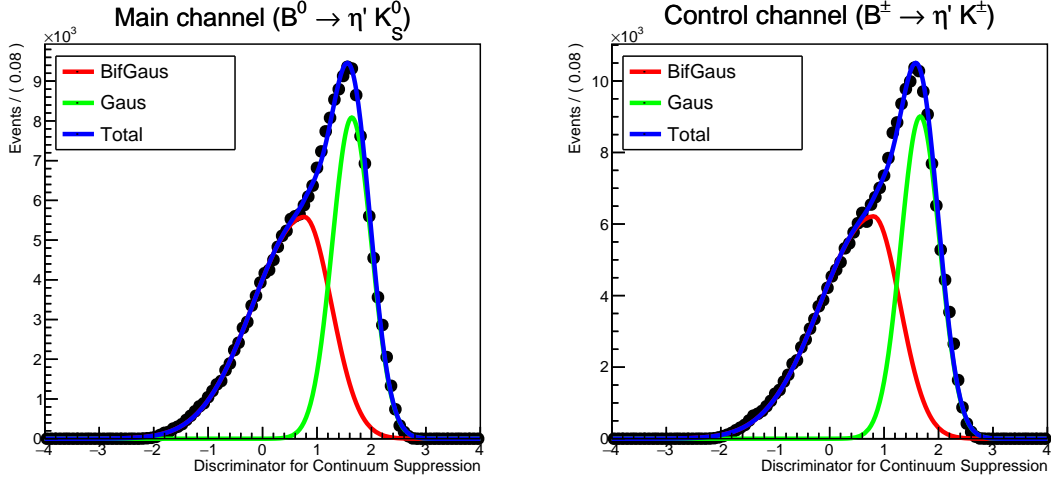 Main channel (B⁰ → η' K⁰_S)
×10³
Events / ( 0.08 )
BifGaus
Gaus
Total
9
8
7
6
5
4
3
2
1
0
−4 −3 −2 −1 0 1 2 3 4
Discriminator for Continuum Suppression
Control channel (B± → η' K±)
×10³
Events / ( 0.08 )
BifGaus
Gaus
Total
10
8
6
4
2
0
−4 −3 −2 −1 0 1 2 3 4
Discriminator for Continuum Suppression